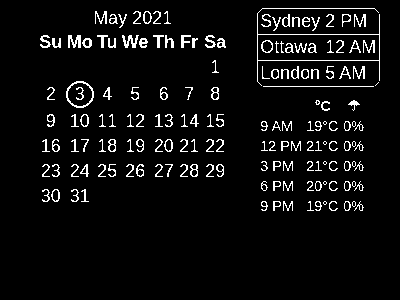 May 2021
Su Mo Tu We Th Fr Sa
1
2 3 4 5 6 7 8
9 10 11 12 13 14 15
16 17 18 19 20 21 22
23 24 25 26 27 28 29
30 31
Sydney 2 PM
Ottawa 12 AM
London 5 AM
°C ☂
9 AM 19°C 0%
12 PM 21°C 0%
3 PM 21°C 0%
6 PM 20°C 0%
9 PM 19°C 0%